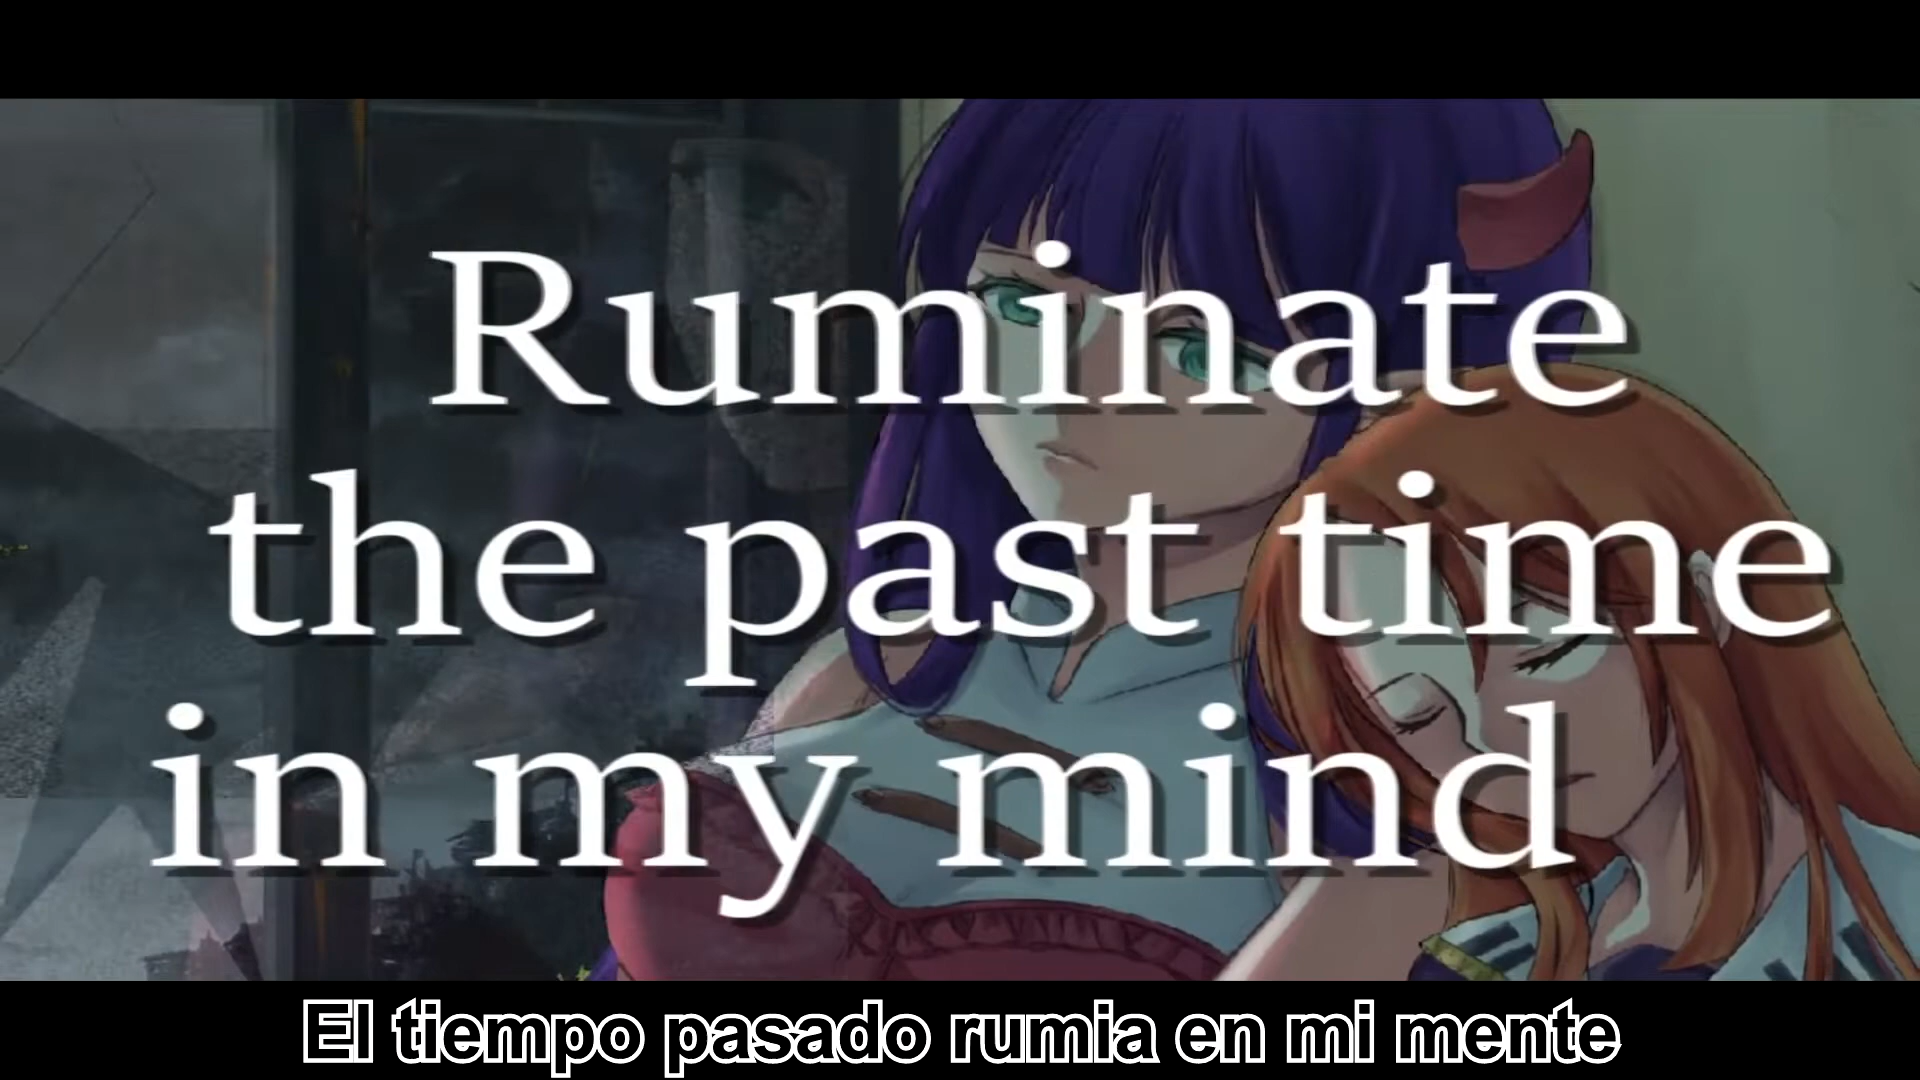 Ruminate
the past time
in my mind
El tiempo pasado rumia en mi mente